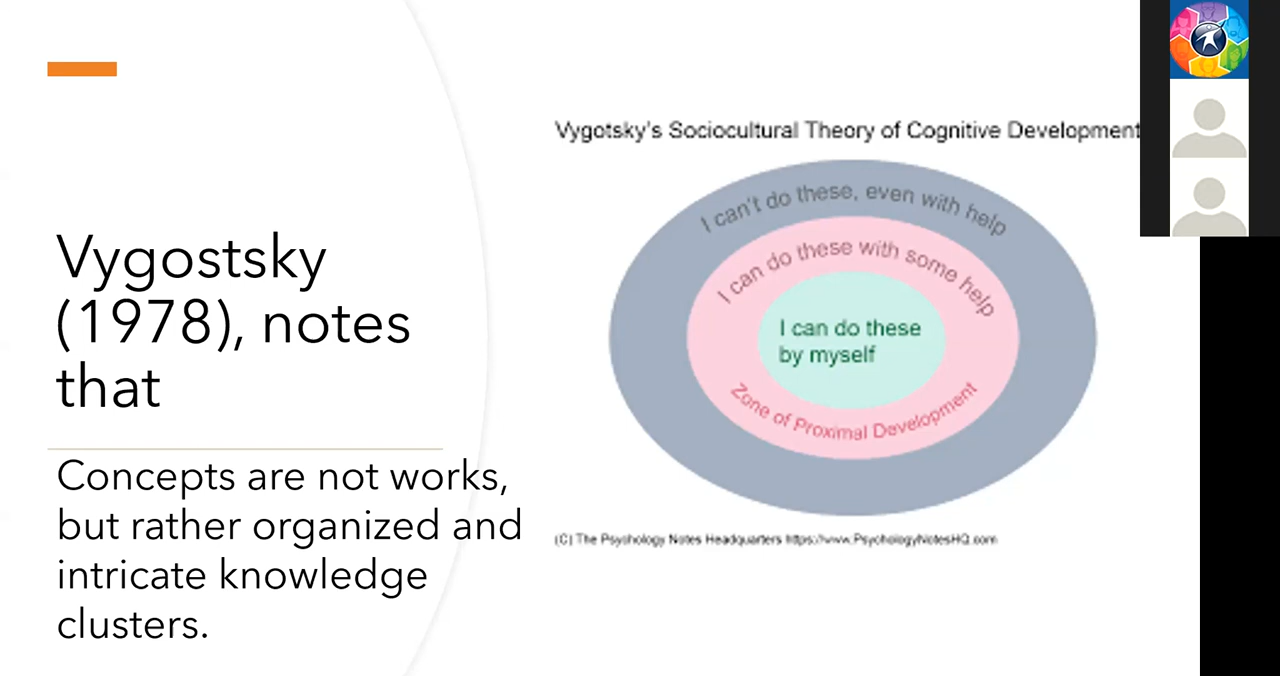 Vygostsky
(1978), notes
that
Concepts are not works,
but rather organized and
intricate knowledge
clusters.
Vygotsky's Sociocultural Theory of Cognitive Development
I can't do these, even with help
I can do these with some help
I can do these
by myself
Zone of Proximal Development
(C) The Psychology Notes Headquarters https://www.PsychologyNotesHQ.com